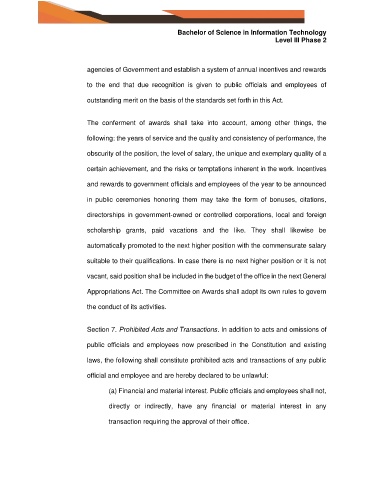 Bachelor of Science in Information Technology
Level III Phase 2
agencies of Government and establish a system of annual incentives and rewards
to the end that due recognition is given to public officials and employees of
outstanding merit on the basis of the standards set forth in this Act.
The conferment of awards shall take into account, among other things, the
following: the years of service and the quality and consistency of performance, the
obscurity of the position, the level of salary, the unique and exemplary quality of a
certain achievement, and the risks or temptations inherent in the work. Incentives
and rewards to government officials and employees of the year to be announced
in public ceremonies honoring them may take the form of bonuses, citations,
directorships in government-owned or controlled corporations, local and foreign
scholarship grants, paid vacations and the like. They shall likewise be
automatically promoted to the next higher position with the commensurate salary
suitable to their qualifications. In case there is no next higher position or it is not
vacant, said position shall be included in the budget of the office in the next General
Appropriations Act. The Committee on Awards shall adopt its own rules to govern
the conduct of its activities.
Section 7. Prohibited Acts and Transactions. In addition to acts and omissions of
public officials and employees now prescribed in the Constitution and existing
laws, the following shall constitute prohibited acts and transactions of any public
official and employee and are hereby declared to be unlawful:
(a) Financial and material interest. Public officials and employees shall not,
directly or indirectly, have any financial or material interest in any
transaction requiring the approval of their office.